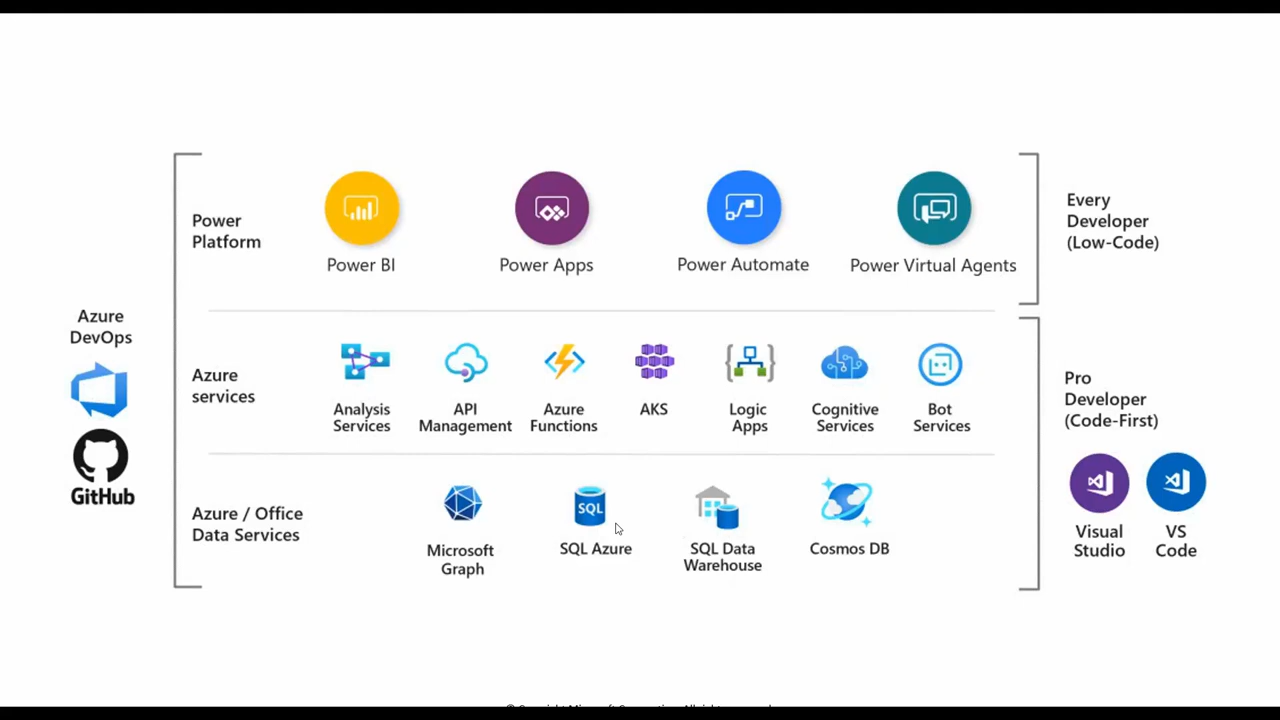 Power
Platform
Power BI
Power Apps
Power Automate
Power Virtual Agents
Every
Developer
(Low-Code)
Azure
DevOps
GitHub
Azure
services
Analysis
Services
API
Management
Azure
Functions
AKS
Logic
Apps
Cognitive
Services
Bot
Services
Pro
Developer
(Code-First)
Visual
Studio
VS
Code
Azure / Office
Data Services
Microsoft
Graph
SQL
SQL Azure
SQL Data
Warehouse
Cosmos DB